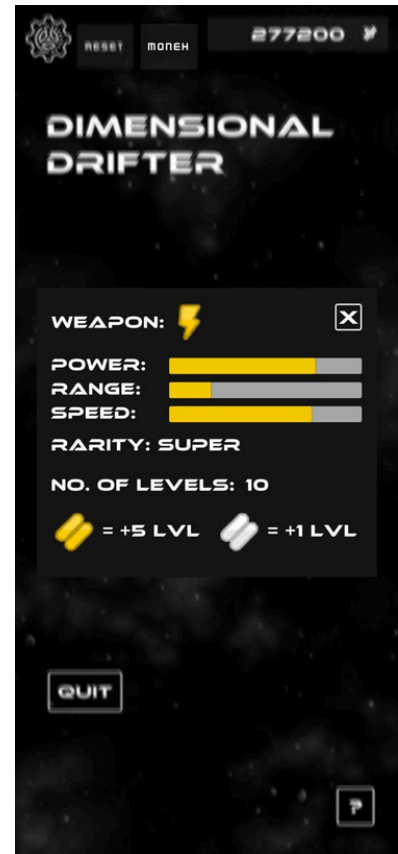 RESET
MONEH
277200
DIMENSIONAL
DRIFTER
WEAPON:
X
POWER:
RANGE:
SPEED:
RARITY: SUPER
NO. OF LEVELS: 10
= +5 LVL = +1 LVL
QUIT
?